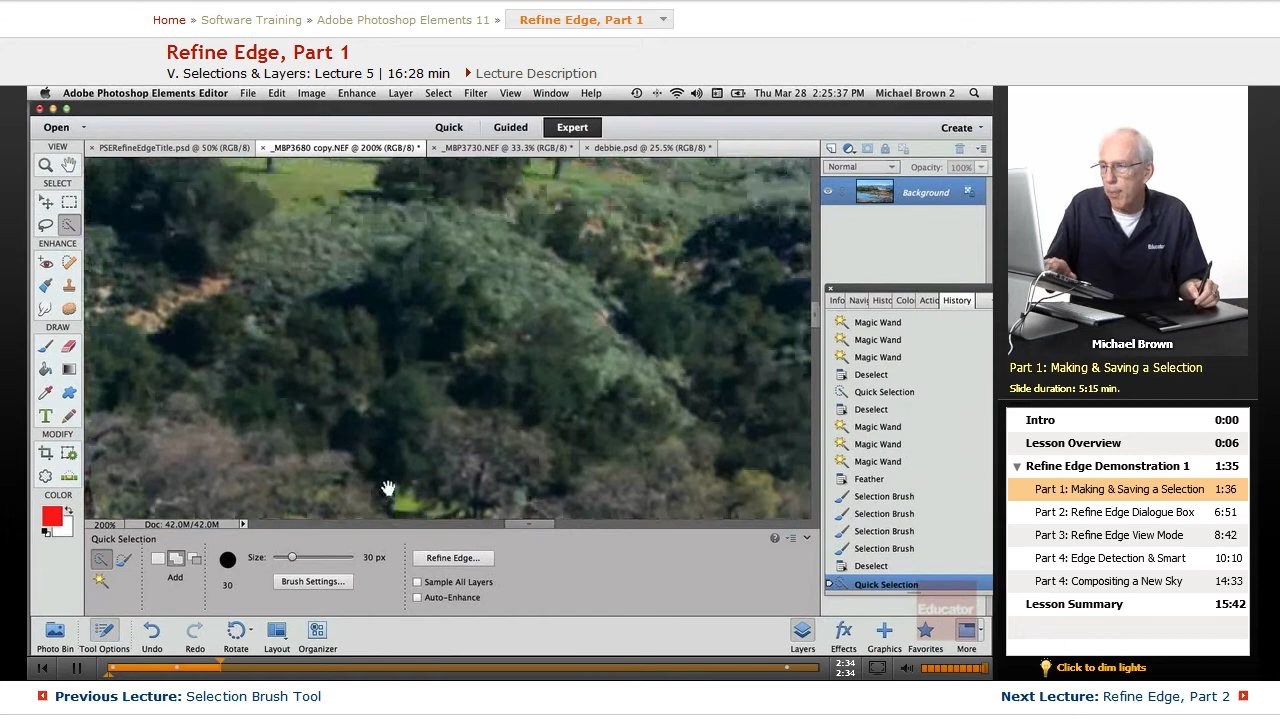 Home » Software Training » Adobe Photoshop Elements 11 » Refine Edge, Part 1
Refine Edge, Part 1
V. Selections & Layers: Lecture 5 | 16:28 min Lecture Description
Adobe Photoshop Elements Editor File Edit Image Enhance Layer Select Filter View Window Help Thu Mar 28 2:25:37 PM Michael Brown 2
Open Quick Guided Expert Create
VIEW × PSERefineEdgeTitle.psd @ 50% (RGB/8) × _MBP3680 copy.NEF @ 200% (RGB/8) * × _MBP3730.NEF @ 33.3% (RGB/8) * × debbie.psd @ 25.5% (RGB/8) *
Normal Opacity: 100%
SELECT
Background
ENHANCE
Info Navi Histo Colo Actio History
Magic Wand
DRAW
Magic Wand
Magic Wand
Deselect
Quick Selection
Deselect
Magic Wand
MODIFY
Magic Wand
Magic Wand
Feather
COLOR
Selection Brush
Selection Brush
Selection Brush
Selection Brush
Deselect
Quick Selection
Educator
200% Doc: 42.0M/42.0M
Quick Selection
Add
30
Size: 30 px
Brush Settings...
Refine Edge...
Sample All Layers
Auto-Enhance
Photo Bin Tool Options Undo Redo Rotate Layout Organizer Layers Effects Graphics Favorites More
2:34
2:34
Educator
Michael Brown
Part 1: Making & Saving a Selection
Slide duration: 5:15 min.
Intro 0:00
Lesson Overview 0:06
Refine Edge Demonstration 1 1:35
Part 1: Making & Saving a Selection 1:36
Part 2: Refine Edge Dialogue Box 6:51
Part 3: Refine Edge View Mode 8:42
Part 4: Edge Detection & Smart 10:10
Part 4: Compositing a New Sky 14:33
Lesson Summary 15:42
Click to dim lights
Previous Lecture: Selection Brush Tool
Next Lecture: Refine Edge, Part 2